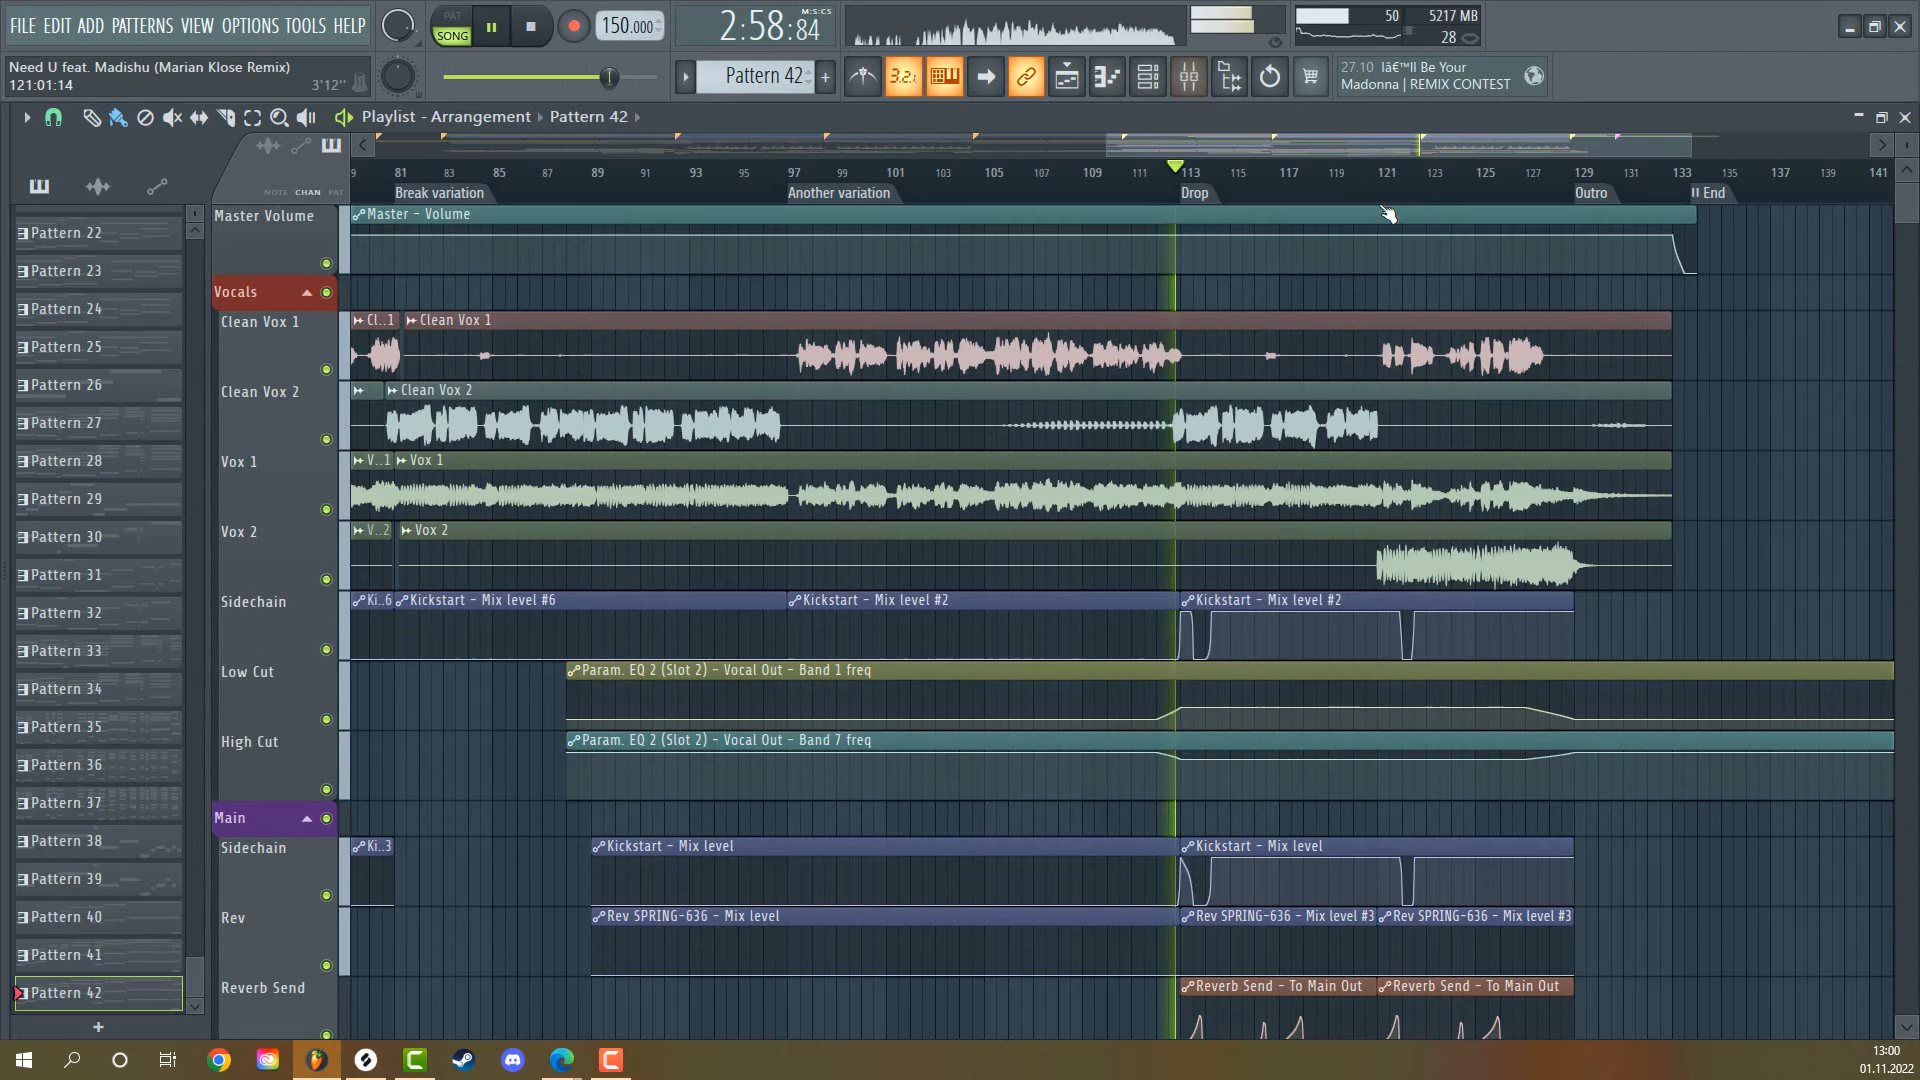 FILE EDIT ADD PATTERNS VIEW OPTIONS TOOLS HELP
PAT
SONG
150.000
2:58:84
M:S:CS
50
5217 MB
28
Need U feat. Madishu (Marian Klose Remix)
121:01:14
3'12''
Pattern 42
3.2.
27.10 Iâ€™ll Be Your
Madonna | REMIX CONTEST
Playlist - Arrangement › Pattern 42 ›
NOTE CHAN PAT
9 81 83 85 87 89 91 93 95 97 99 101 103 105 107 109 111 113 115 117 119 121 123 125 127 129 131 133 135 137 139 141
Break variation
Another variation
Drop
Outro
End
Pattern 22
Pattern 23
Pattern 24
Pattern 25
Pattern 26
Pattern 27
Pattern 28
Pattern 29
Pattern 30
Pattern 31
Pattern 32
Pattern 33
Pattern 34
Pattern 35
Pattern 36
Pattern 37
Pattern 38
Pattern 39
Pattern 40
Pattern 41
Pattern 42
Master Volume
Master - Volume
Vocals
Clean Vox 1
Cl..1
Clean Vox 1
Clean Vox 2
Clean Vox 2
Vox 1
V..1
Vox 1
Vox 2
V..2
Vox 2
Sidechain
Ki..6
Kickstart - Mix level #6
Kickstart - Mix level #2
Kickstart - Mix level #2
Low Cut
Param. EQ 2 (Slot 2) - Vocal Out - Band 1 freq
High Cut
Param. EQ 2 (Slot 2) - Vocal Out - Band 7 freq
Main
Sidechain
Ki..3
Kickstart - Mix level
Kickstart - Mix level
Rev
Rev SPRING-636 - Mix level
Rev SPRING-636 - Mix level #3
Rev SPRING-636 - Mix level #3
Reverb Send
Reverb Send - To Main Out
Reverb Send - To Main Out
13:00
01.11.2022